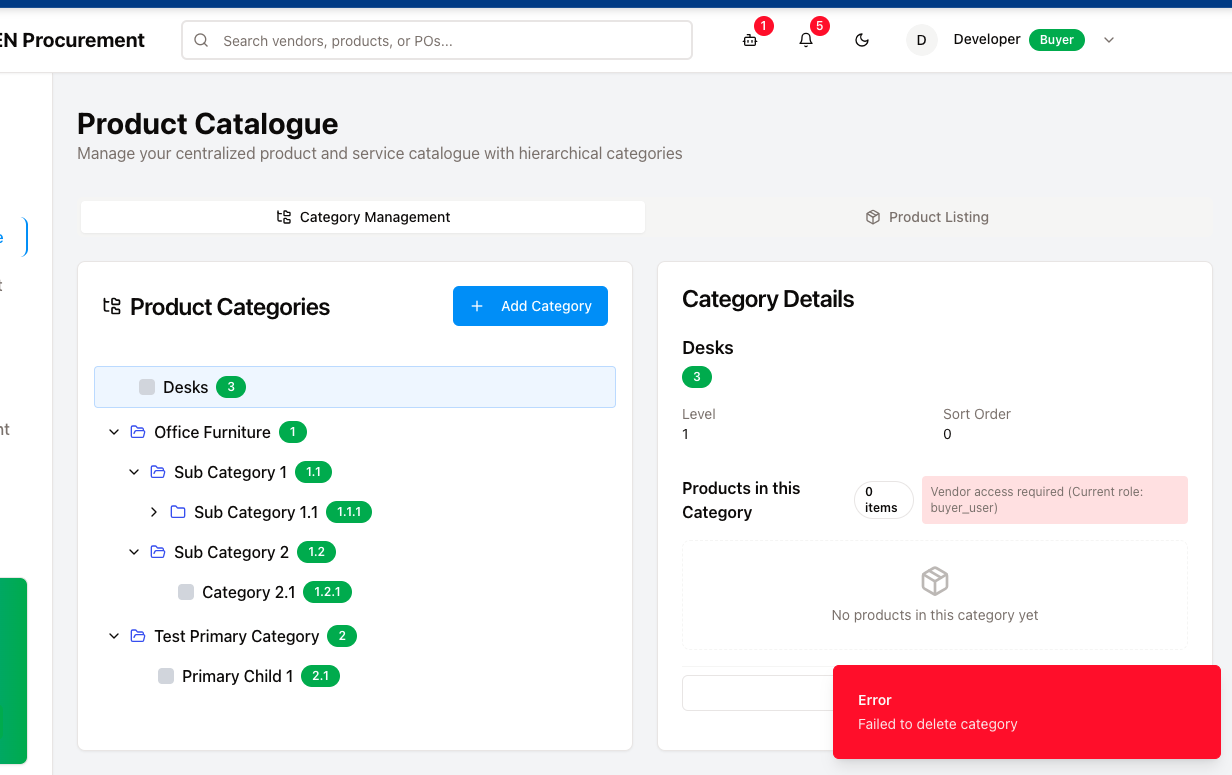 EN Procurement
Search vendors, products, or POs...
1
5
D
Developer
Buyer
Product Catalogue
Manage your centralized product and service catalogue with hierarchical categories
Category Management
Product Listing
Product Categories
Add Category
Desks 3
Office Furniture 1
Sub Category 1 1.1
Sub Category 1.1 1.1.1
Sub Category 2 1.2
Category 2.1 1.2.1
Test Primary Category 2
Primary Child 1 2.1
Category Details
Desks
3
Level
Sort Order
1
0
Products in this
Category
0
items
Vendor access required (Current role:
buyer_user)
No products in this category yet
Error
Failed to delete category